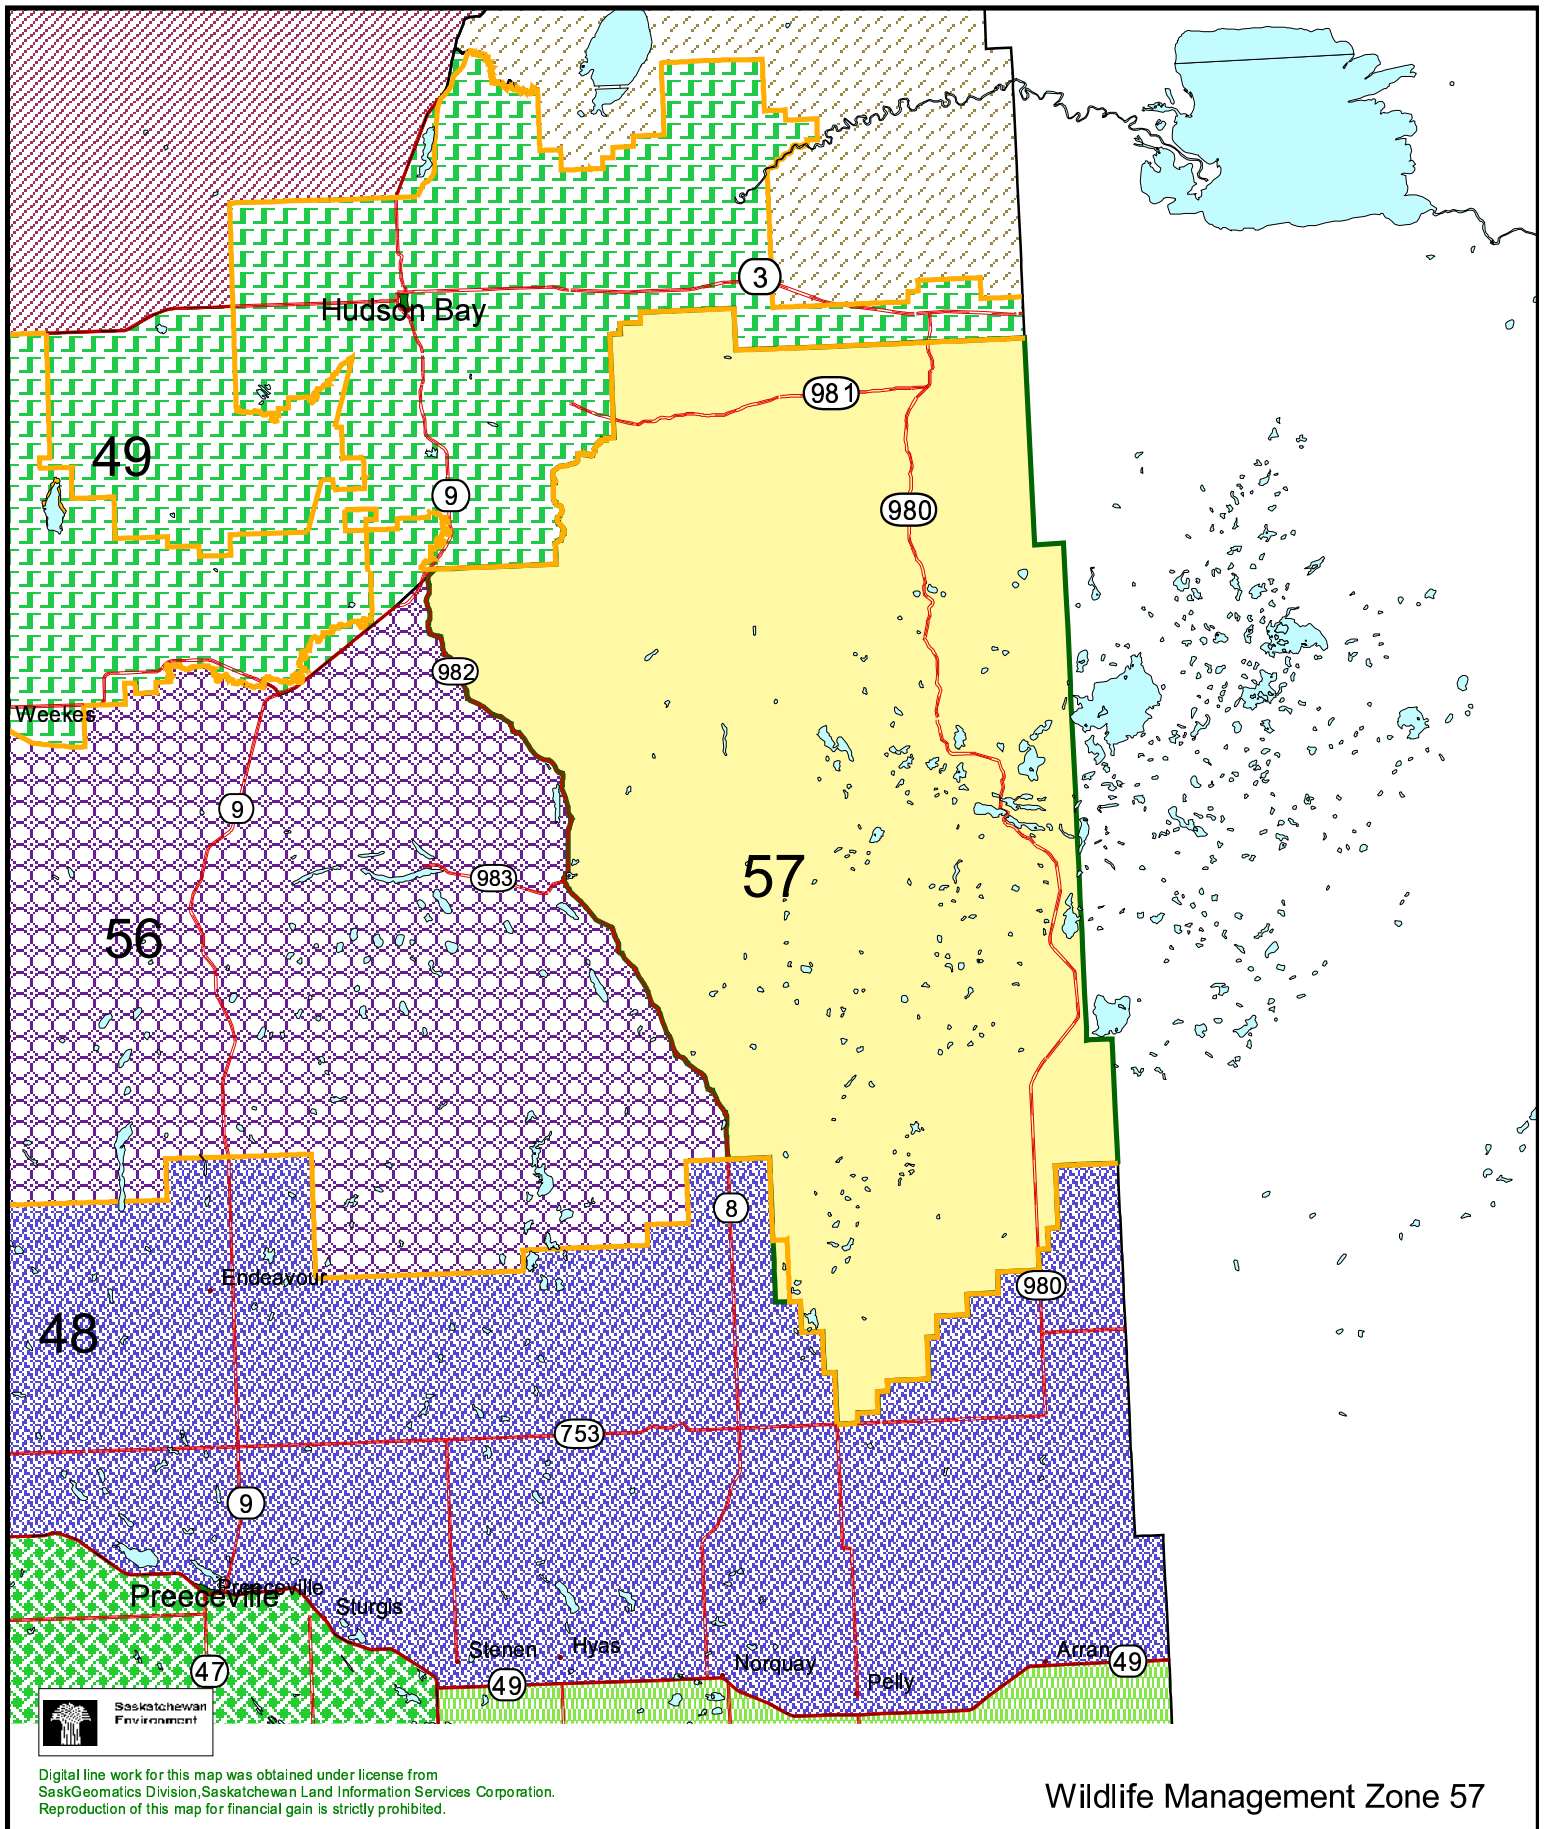 3
Hudson Bay
981
49
9
980
982
Weekes
9
57
983
56
8
Endeavour
980
48
753
9
Preeceville
Preeceville
Sturgis
Stenen
Hyas
Norquay
Arran
49
47
49
Pelly
Saskatchewan
Environment
Digital line work for this map was obtained under license from
SaskGeomatics Division,Saskatchewan Land Information Services Corporation.
Reproduction of this map for financial gain is strictly prohibited.
Wildlife Management Zone 57